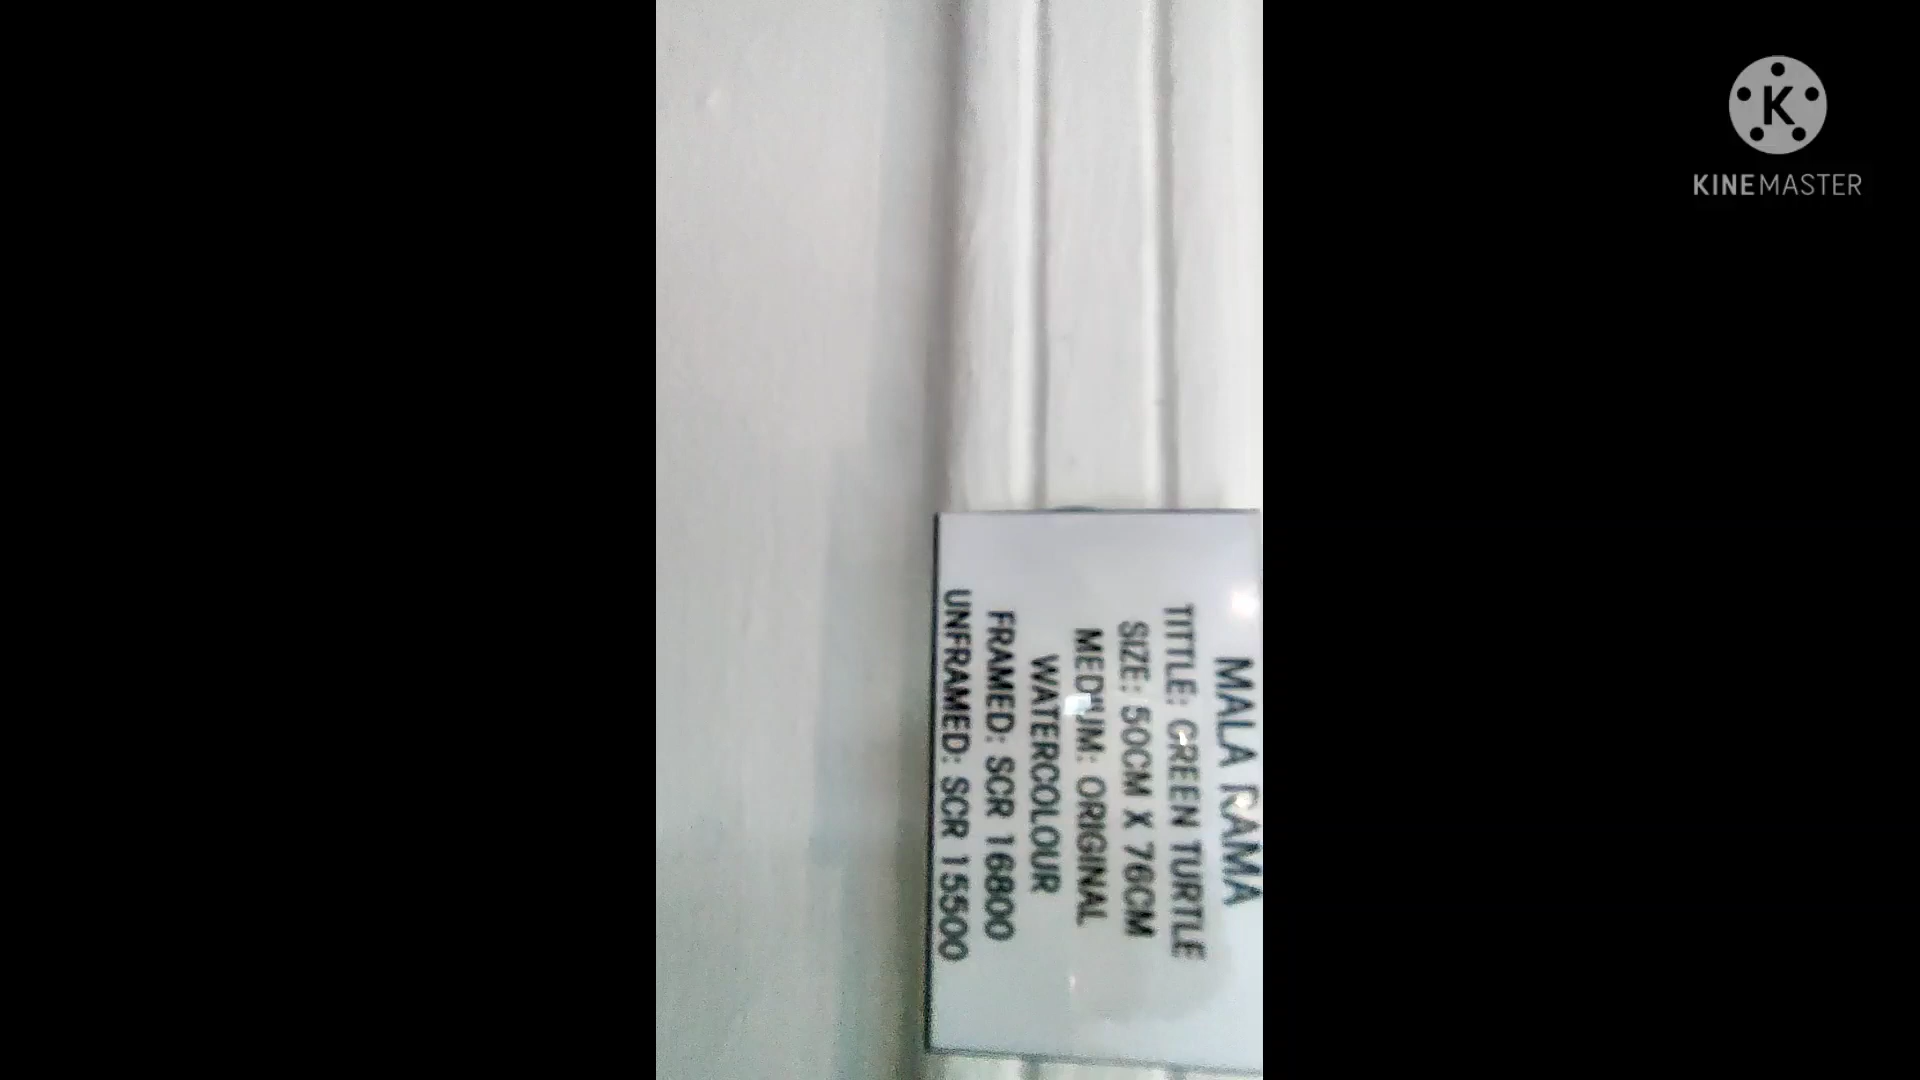 MALA RAMA
TITTLE: GREEN TURTLE
SIZE: 50CM X 76CM
MEDIUM: ORIGINAL
WATERCOLOUR
FRAMED: SCR 16800
UNFRAMED: SCR 15500
K
KINEMASTER